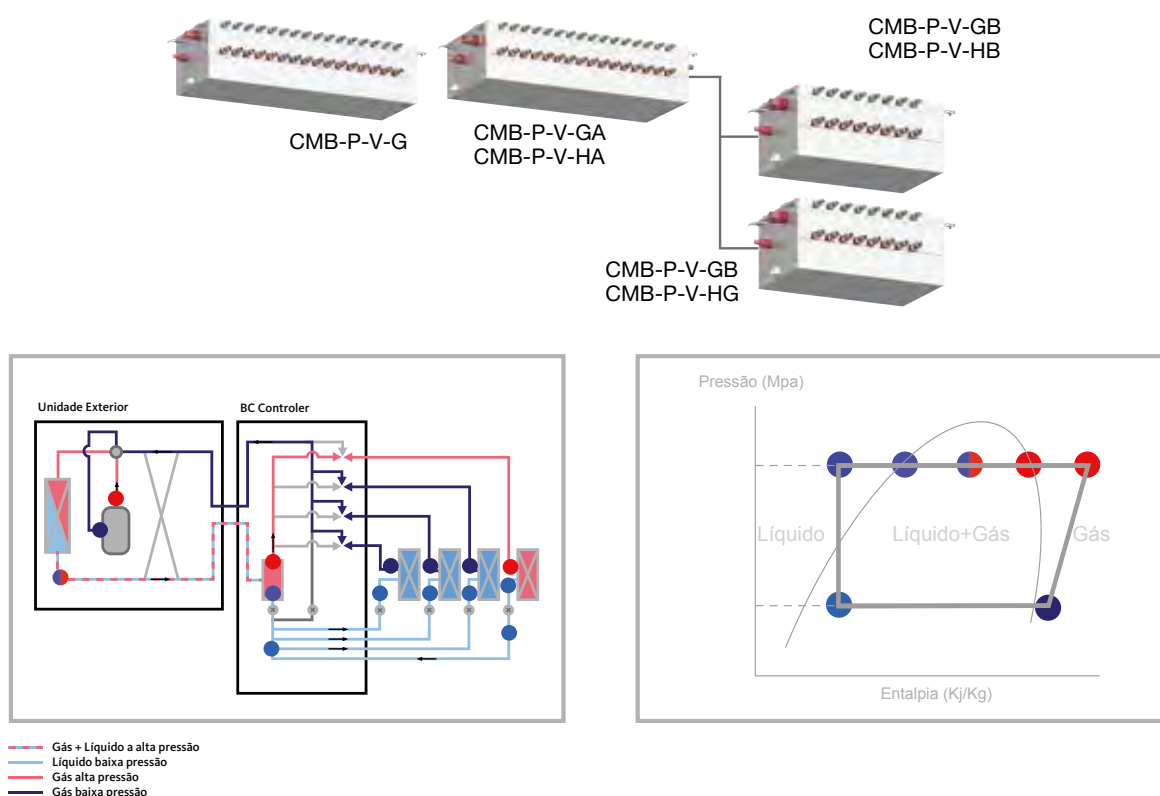 CMB-P-V-G
CMB-P-V-GA
CMB-P-V-HA
CMB-P-V-GB
CMB-P-V-HB
CMB-P-V-GB
CMB-P-V-HG
Unidade Exterior
BC Controler
Pressão (Mpa)
Líquido
Líquido+Gás
Gás
Entalpia (Kj/Kg)
Gás + Líquido a alta pressão
Líquido baixa pressão
Gás alta pressão
Gás baixa pressão